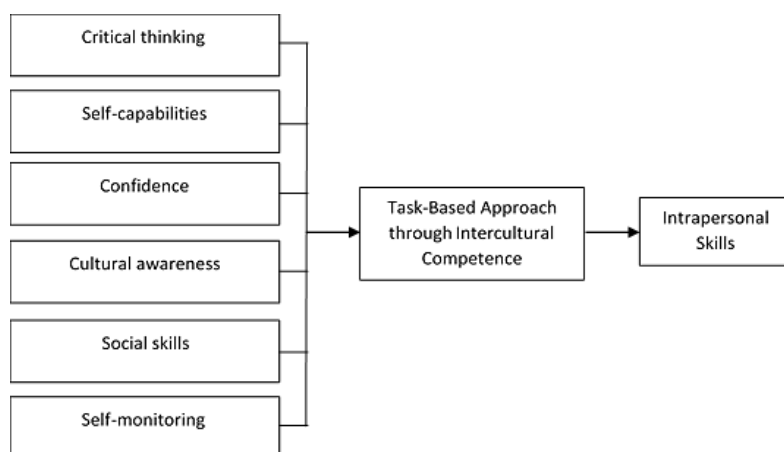 Critical thinking
Self-capabilities
Confidence
Cultural awareness
Social skills
Self-monitoring
Task-Based Approach
through Intercultural
Competence
Intrapersonal
Skills